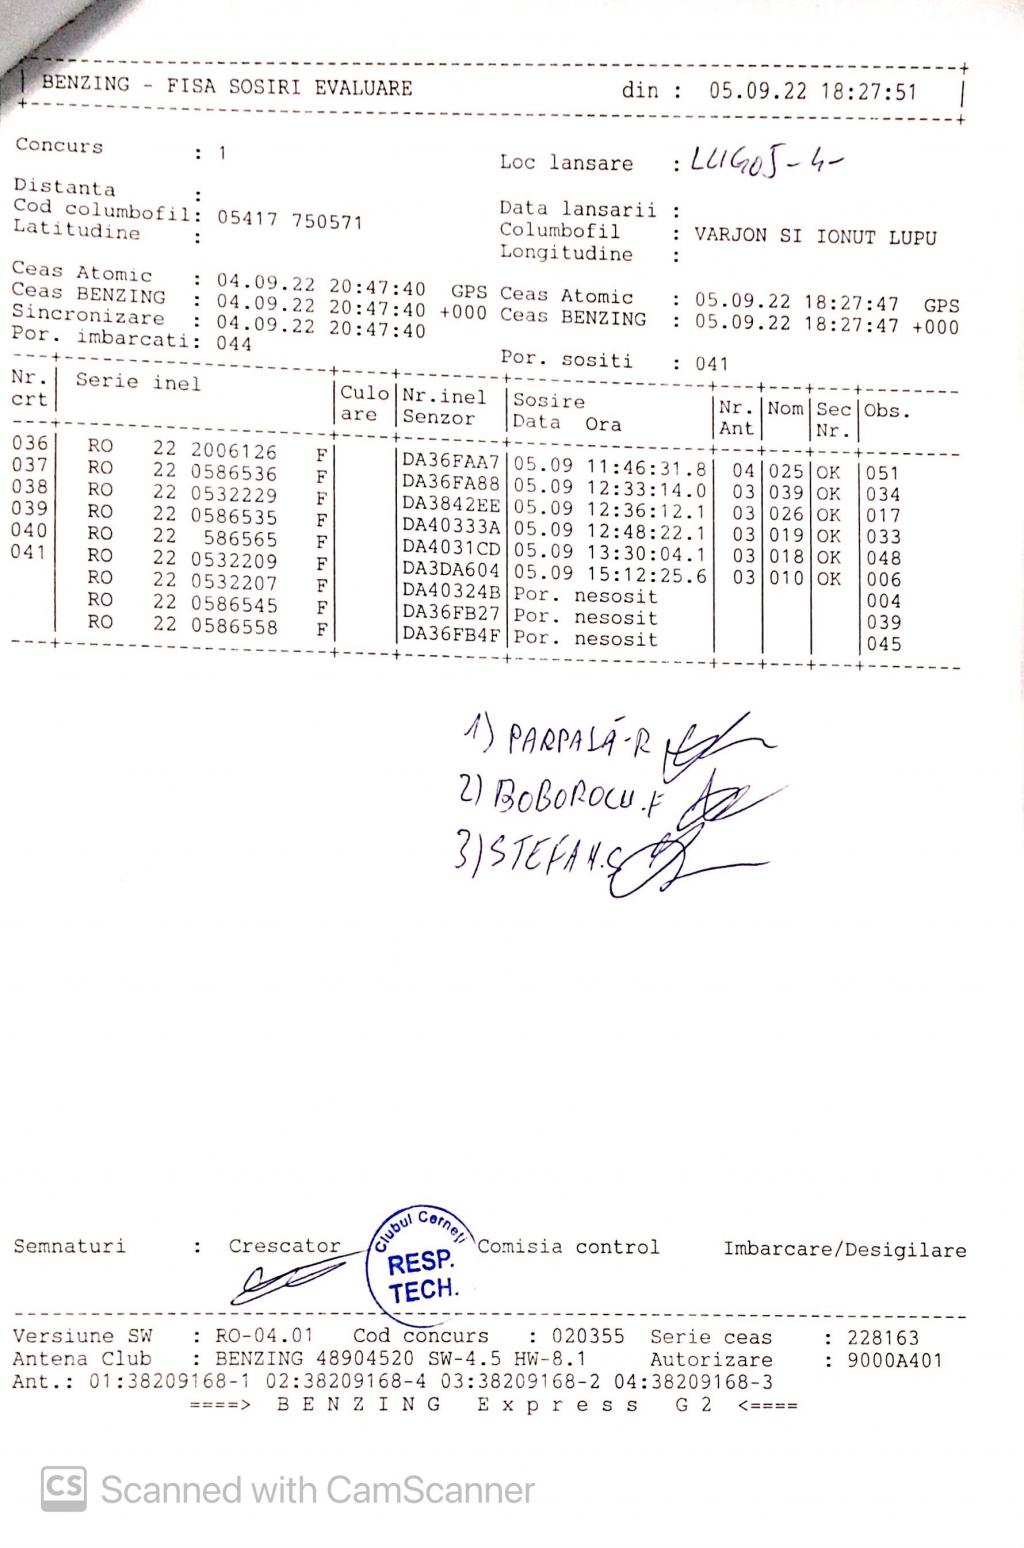 BENZING - FISA SOSIRI EVALUARE din : 05.09.22 18:27:51
Concurs : 1 Loc lansare : LUGOJ-4-
Distanta : Data lansarii :
Cod columbofil: 05417 750571 Columbofil : VARJON SI IONUT LUPU
Latitudine : Longitudine :
Ceas Atomic : 04.09.22 20:47:40 GPS Ceas Atomic : 05.09.22 18:27:47 GPS
Ceas BENZING : 04.09.22 20:47:40 +000 Ceas BENZING : 05.09.22 18:27:47 +000
Sincronizare : 04.09.22 20:47:40
Por. imbarcati: 044 Por. sositi : 041
Nr. Serie inel Culo Nr.inel Sosire Nr. Nom Sec Obs.
crt are Senzor Data Ora Ant Nr.
036 RO 22 2006126 F DA36FAA7 05.09 11:46:31.8 04 025 OK 051
037 RO 22 0586536 F DA36FA88 05.09 12:33:14.0 03 039 OK 034
038 RO 22 0532229 F DA3842EE 05.09 12:36:12.1 03 026 OK 017
039 RO 22 0586535 F DA40333A 05.09 12:48:22.1 03 019 OK 033
040 RO 22 586565 F DA4031CD 05.09 13:30:04.1 03 018 OK 048
041 RO 22 0532209 F DA3DA604 05.09 15:12:25.6 03 010 OK 006
RO 22 0532207 F DA40324B Por. nesosit 004
RO 22 0586545 F DA36FB27 Por. nesosit 039
RO 22 0586558 F DA36FB4F Por. nesosit 045
1) PARPALĂ-R
2) BOBOROCU.F
3) STEFAN.G
Semnaturi : Crescator Comisia control Imbarcare/Desigilare
Clubul Cerneți
RESP.
TECH.
Versiune SW : RO-04.01 Cod concurs : 020355 Serie ceas : 228163
Antena Club : BENZING 48904520 SW-4.5 HW-8.1 Autorizare : 9000A401
Ant.: 01:38209168-1 02:38209168-4 03:38209168-2 04:38209168-3
====> B E N Z I N G E x p r e s s G 2 <====
CS Scanned with CamScanner